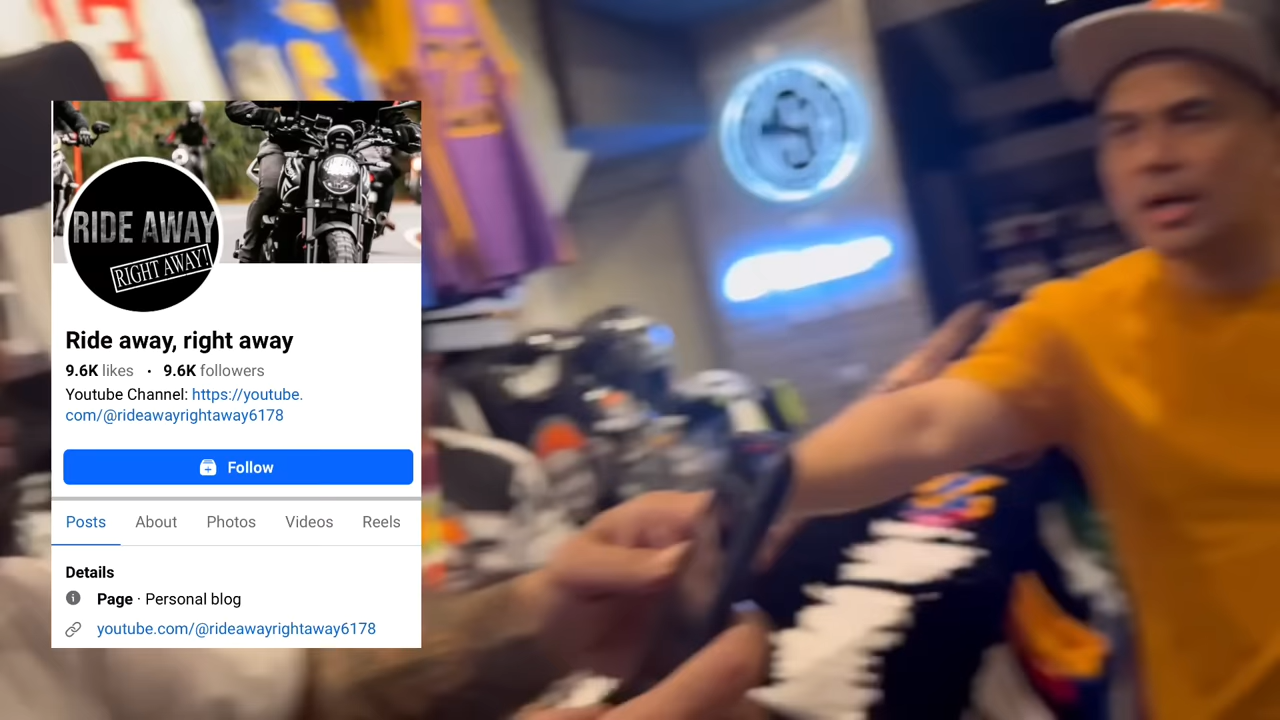 RIDE AWAY
RIGHT AWAY!
Ride away, right away
9.6K likes • 9.6K followers
Youtube Channel: https://youtube.
com/@rideawayrightaway6178
Follow
Posts About Photos Videos Reels
Details
Page · Personal blog
youtube.com/@rideawayrightaway6178